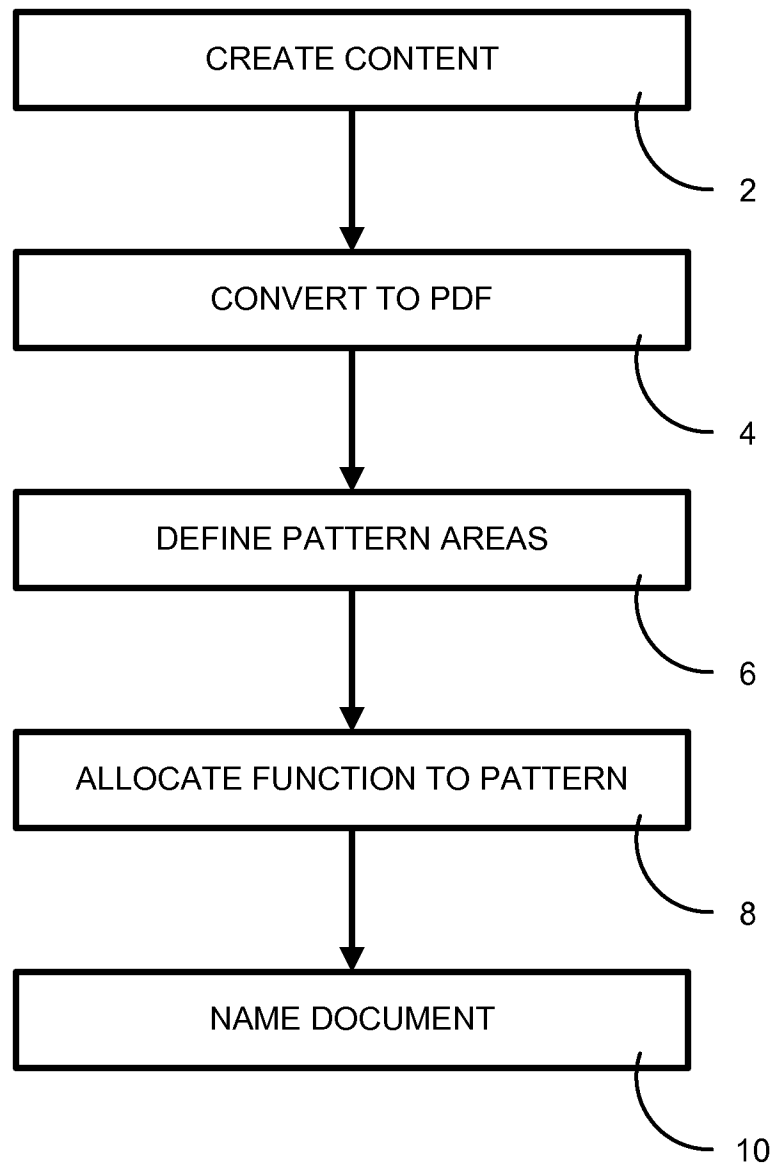 CREATE CONTENT
2
CONVERT TO PDF
4
DEFINE PATTERN AREAS
6
ALLOCATE FUNCTION TO PATTERN
8
NAME DOCUMENT
10